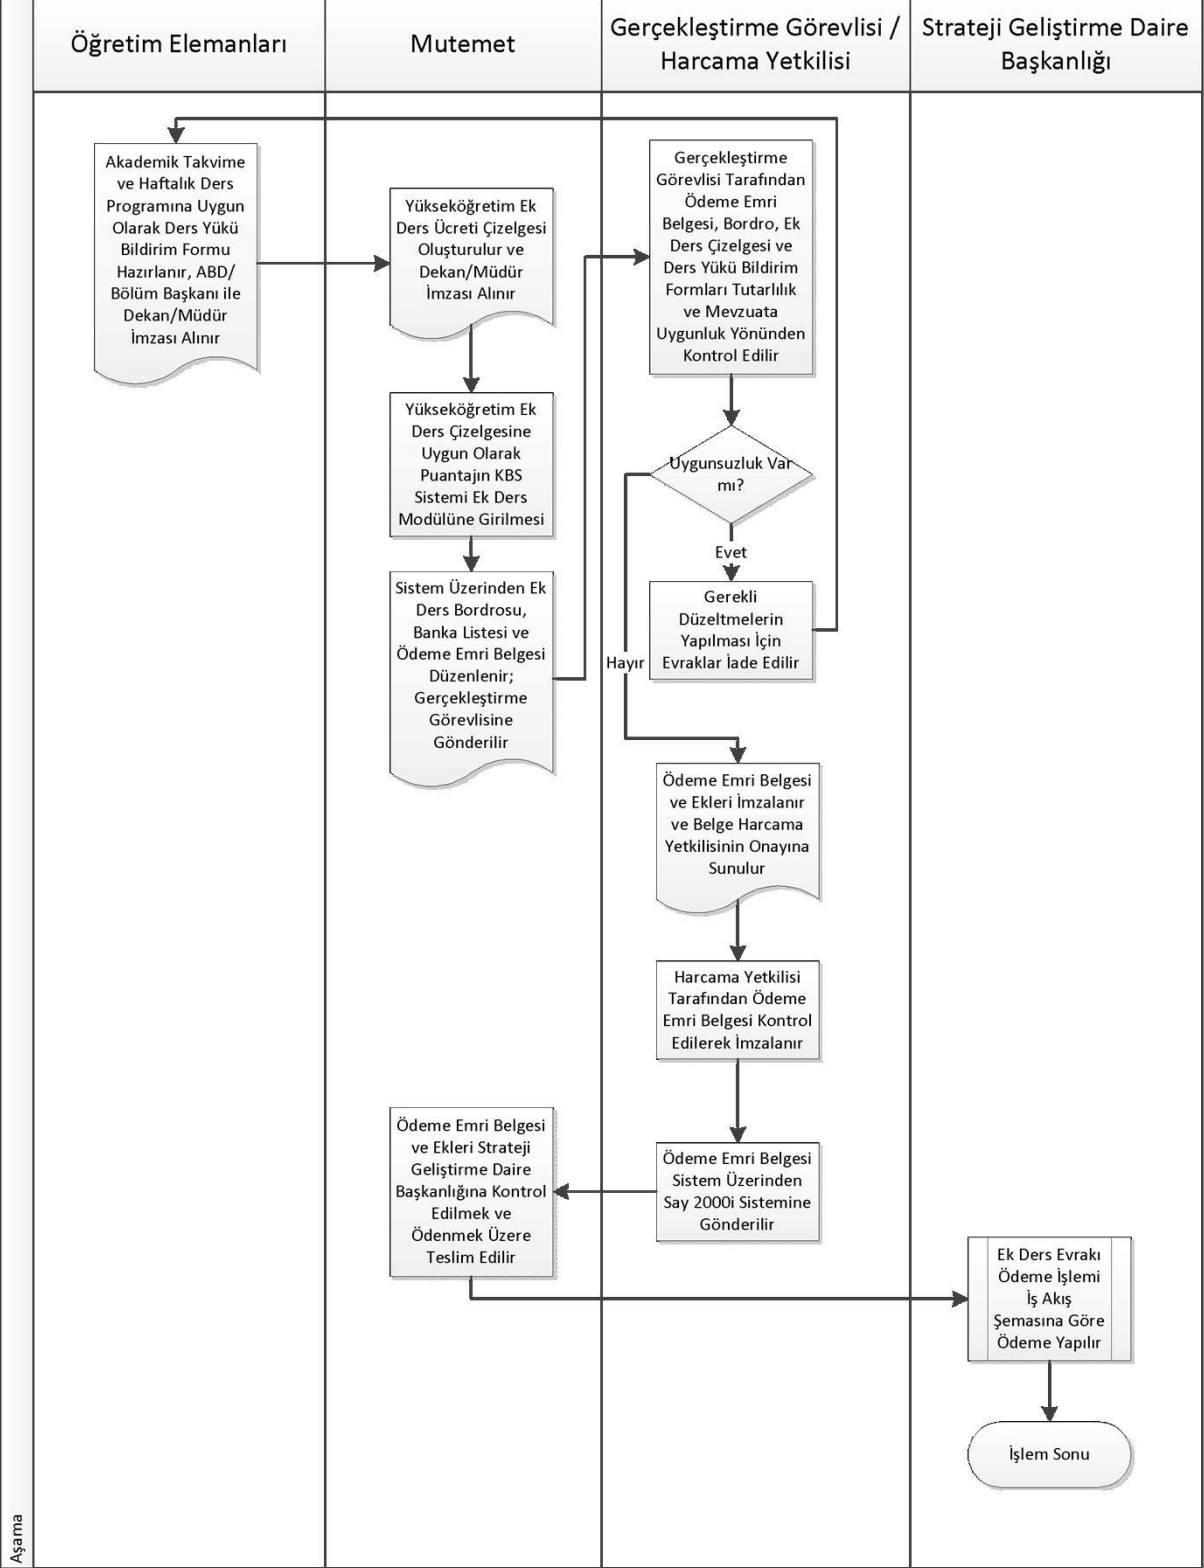 Öğretim Elemanları
Mutemet
Gerçekleştirme Görevlisi /
Harcama Yetkilisi
Strateji Geliştirme Daire
Başkanlığı
Akademik Takvime
ve Haftalık Ders
Programına Uygun
Olarak Ders Yükü
Bildirim Formu
Hazırlanır, ABD/
Bölüm Başkanı ile
Dekan/Müdür
İmzası Alınır
Yükseköğretim Ek
Ders Ücreti Çizelgesi
Oluşturulur ve
Dekan/Müdür
İmzası Alınır
Yükseköğretim Ek
Ders Çizelgesine
Uygun Olarak
Puantajın KBS
Sistemi Ek Ders
Modülüne Girilmesi
Sistem Üzerinden Ek
Ders Bordrosu,
Banka Listesi ve
Ödeme Emri Belgesi
Düzenlenir;
Gerçekleştirme
Görevlisine
Gönderilir
Gerçekleştirme
Görevlisi Tarafından
Ödeme Emri
Belgesi, Bordro, Ek
Ders Çizelgesi ve
Ders Yükü Bildirim
Formları Tutarlılık
ve Mevzuata
Uygunluk Yönünden
Kontrol Edilir
Uygunsuzluk Var
mı?
Evet
Gerekli
Düzeltmelerin
Yapılması İçin
Evraklar İade Edilir
Hayır
Ödeme Emri Belgesi
ve Ekleri İmzalanır
ve Belge Harcama
Yetkilisinin Onayına
Sunulur
Harcama Yetkilisi
Tarafından Ödeme
Emri Belgesi Kontrol
Edilerek İmzalanır
Ödeme Emri Belgesi
Sistem Üzerinden
Say 2000i Sistemine
Gönderilir
Ödeme Emri Belgesi
ve Ekleri Strateji
Geliştirme Daire
Başkanlığına Kontrol
Edilmek ve
Ödenmek Üzere
Teslim Edilir
Ek Ders Evrakı
Ödeme İşlemi
İş Akış
Şemasına Göre
Ödeme Yapılır
İşlem Sonu
Aşama